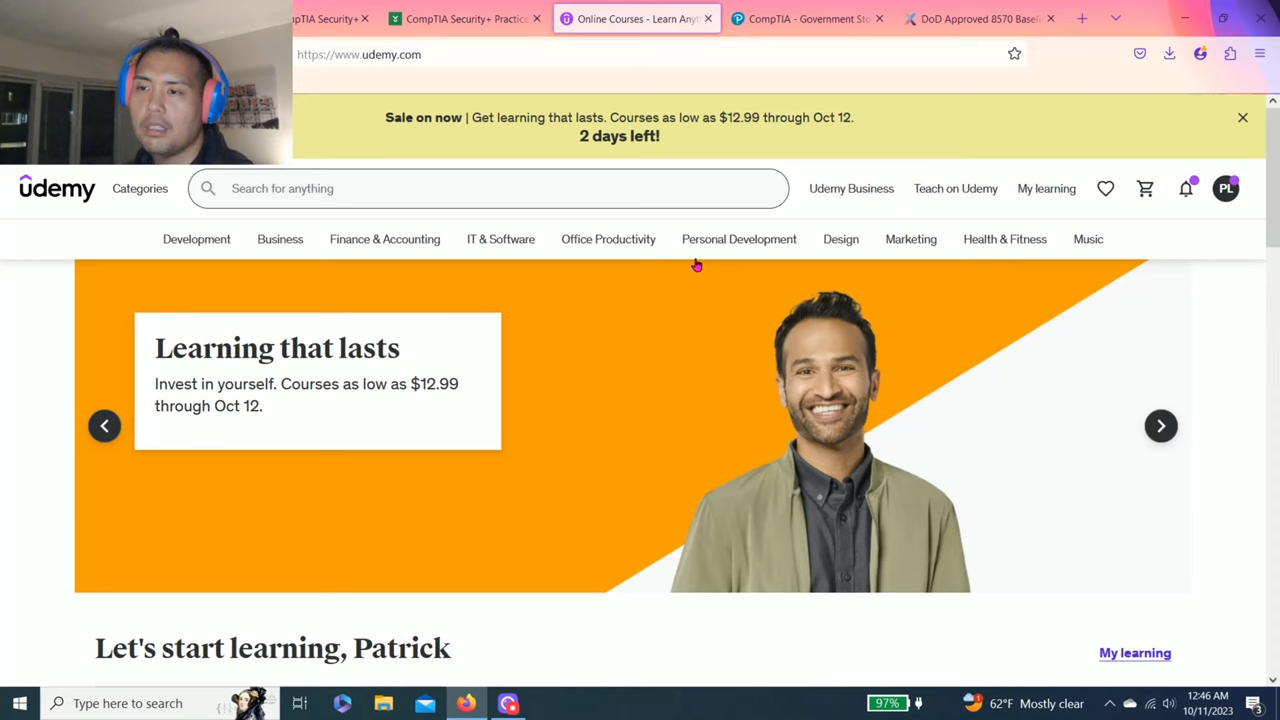 pTIA Security+
CompTIA Security+ Practice
Online Courses - Learn Anyt
CompTIA - Government Sto
DoD Approved 8570 Baseli
https://www.udemy.com
Sale on now | Get learning that lasts. Courses as low as $12.99 through Oct 12.
2 days left!
udemy
Categories
Search for anything
Udemy Business
Teach on Udemy
My learning
PL
Development
Business
Finance & Accounting
IT & Software
Office Productivity
Personal Development
Design
Marketing
Health & Fitness
Music
Learning that lasts
Invest in yourself. Courses as low as $12.99
through Oct 12.
Let's start learning, Patrick
My learning
Type here to search
97%
62°F Mostly clear
12:46 AM
10/11/2023
3